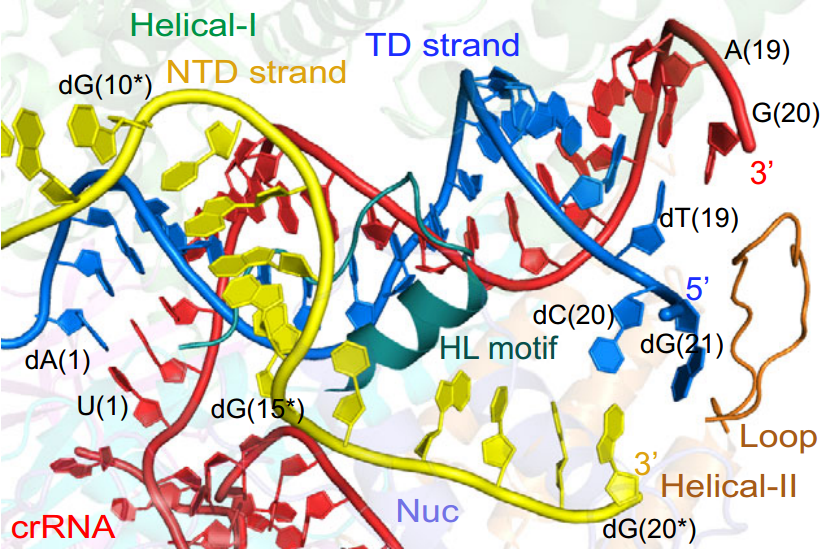 Helical-I
TD strand
A(19)
NTD strand
dG(10*)
G(20)
3’
dT(19)
5’
dC(20)
dG(21)
HL motif
dA(1)
U(1)
dG(15*)
Loop
3’
Helical-II
Nuc
dG(20*)
crRNA